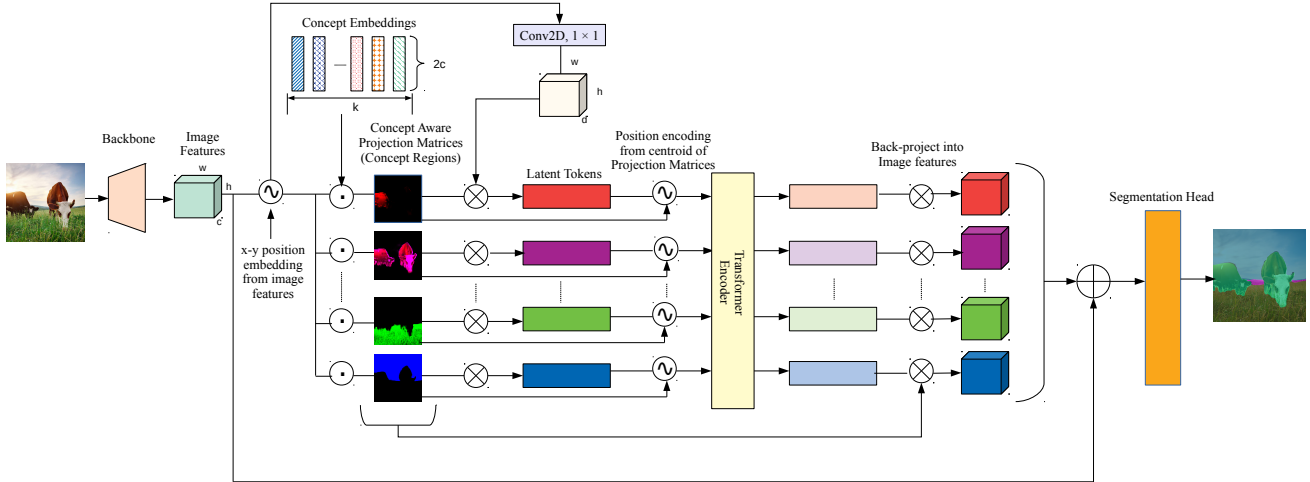 Concept Embeddings
2c
k
Conv2D, 1 × 1
w
h
d
Backbone
Image
Features
w
h
c
Concept Aware
Projection Matrices
(Concept Regions)
Latent Tokens
Position encoding
from centroid of
Projection Matrices
Back-project into
Image features
Segmentation Head
x-y position
embedding
from image
features
Transformer
Encoder